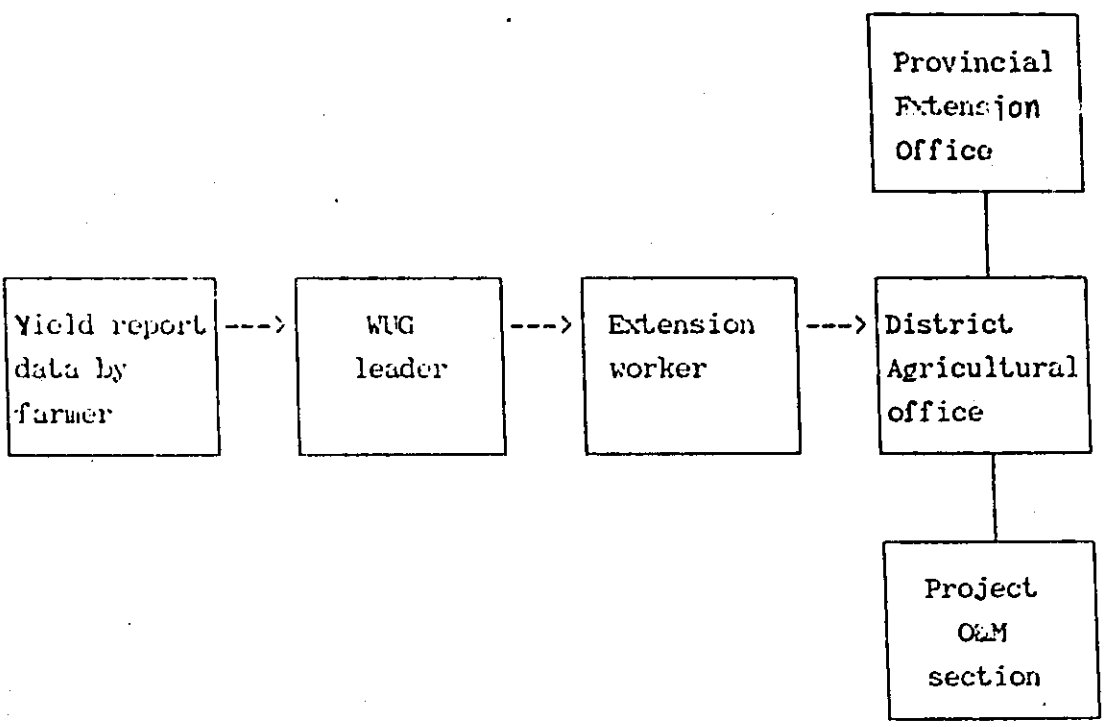 Provincial
Extension
Office
Yield report
data by
farmer
--->
WUG
leader
--->
Extension
worker
--->
District
Agricultural
office
Project
O&M
section